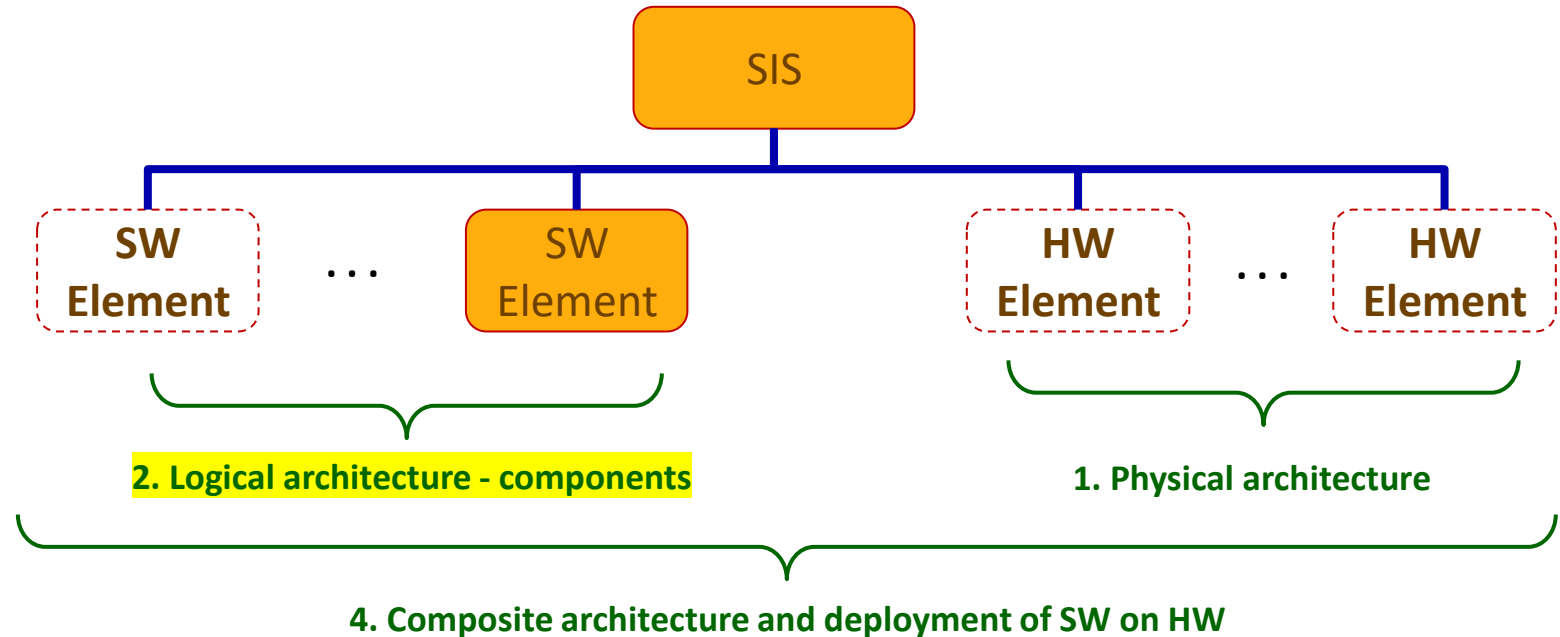 SIS
SW
Element
. . .
SW
Element
HW
Element
. . .
HW
Element
2. Logical architecture - components
1. Physical architecture
4. Composite architecture and deployment of SW on HW